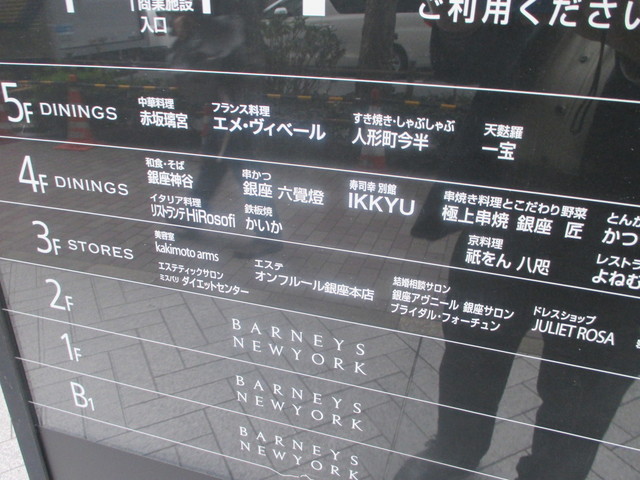 商業施設
入口
ご利用ください
5F DININGS
中華料理
赤坂璃宮
フランス料理
エメ・ヴィベール
すき焼き・しゃぶしゃぶ
人形町今半
天麩羅
一宝
4F DININGS
和食・そば
銀座神谷
串かつ
銀座 六覺燈
寿司幸 別館
IKKYU
串焼き料理とこだわり野菜
極上串焼 銀座 匠
とんか
かつ
イタリア料理
リストランテHiRosofi
鉄板焼
かいか
京料理
祇をん 八咫
レストラ
よねむ
3F STORES
美容室
kakimoto arms
エステティックサロン
ミスパリ ダイエットセンター
エステ
オンフルール銀座本店
結婚相談サロン
銀座アヴニール 銀座サロン
ブライダル・フォーチュン
ドレスショップ
JULIET ROSA
2F
BARNEYS
NEWYORK
1F
BARNEYS
NEWYORK
B1
BARNEYS
NEWYORK